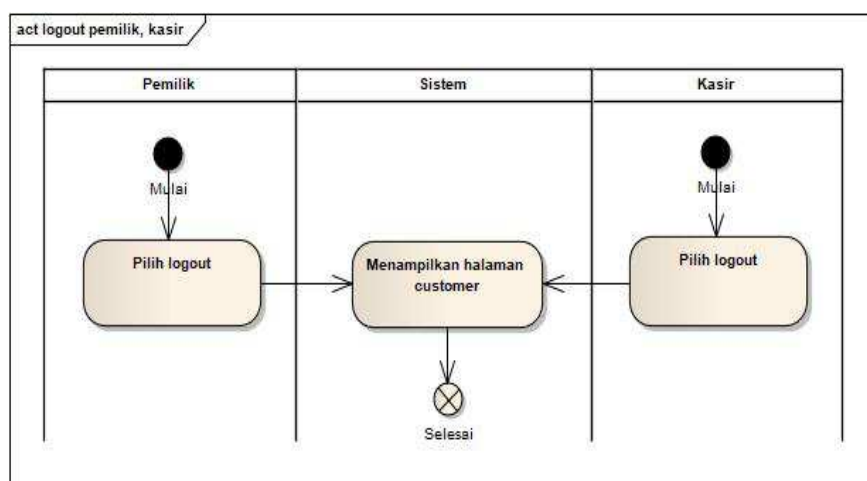 act logout pemilik, kasir
Pemilik
Sistem
Kasir
Mulai
Mulai
Pilih logout
Menampilkan halaman
customer
Pilih logout
Selesai